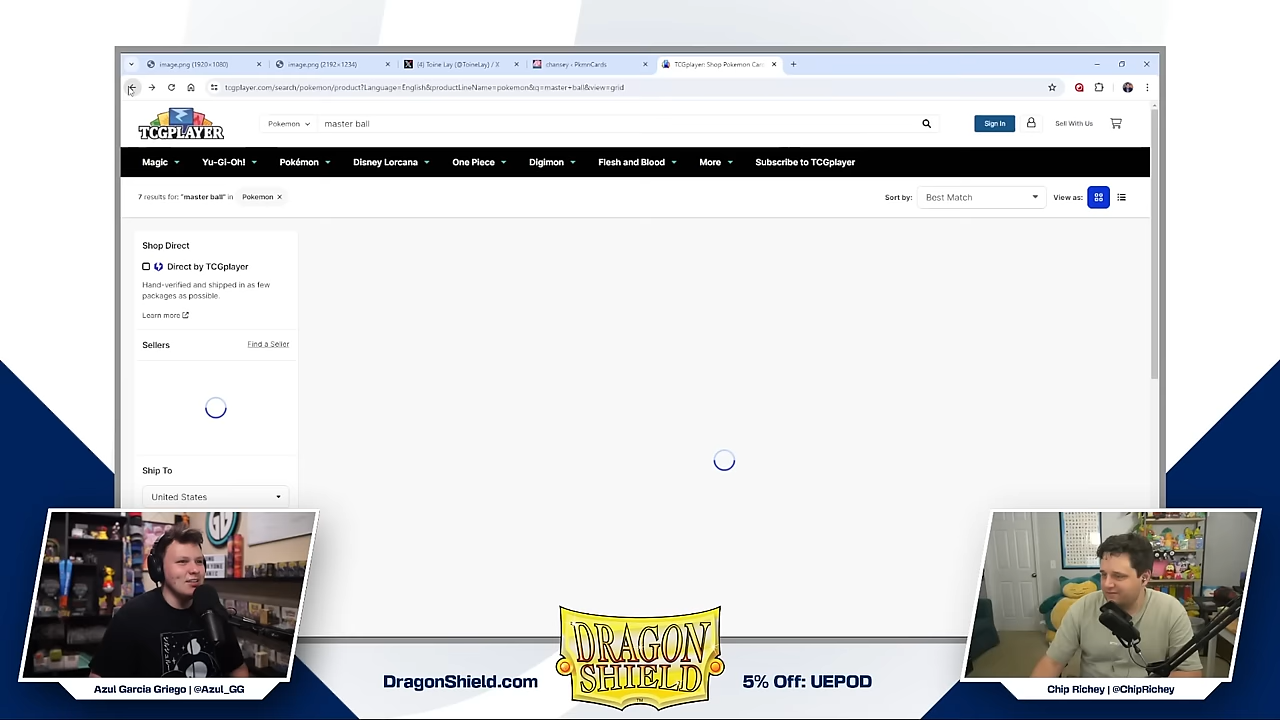 image.png (1920×1080)
image.png (2192×1234)
(4) Toine Lay (@ToineLay) / X
chansey › PkmnCards
TCGplayer: Shop Pokemon Car
tcgplayer.com/search/pokemon/product?Language=English&productLineName=pokemon&q=master+ball&view=grid
TCGPLAYER
Pokemon
master ball
Sign In
Sell With Us
Magic
Yu-Gi-Oh!
Pokémon
Disney Lorcana
One Piece
Digimon
Flesh and Blood
More
Subscribe to TCGplayer
7 results for: "master ball" in
Pokemon ×
Sort by:
Best Match
View as:
Shop Direct
Direct by TCGplayer
Hand-verified and shipped in as few
packages as possible.
Learn more
Sellers
Find a Seller
Ship To
United States
DRAGON
SHIELD
™
DragonShield.com
5% Off: UEPOD
Azul Garcia Griego | @Azul_GG
Chip Richey | @ChipRichey